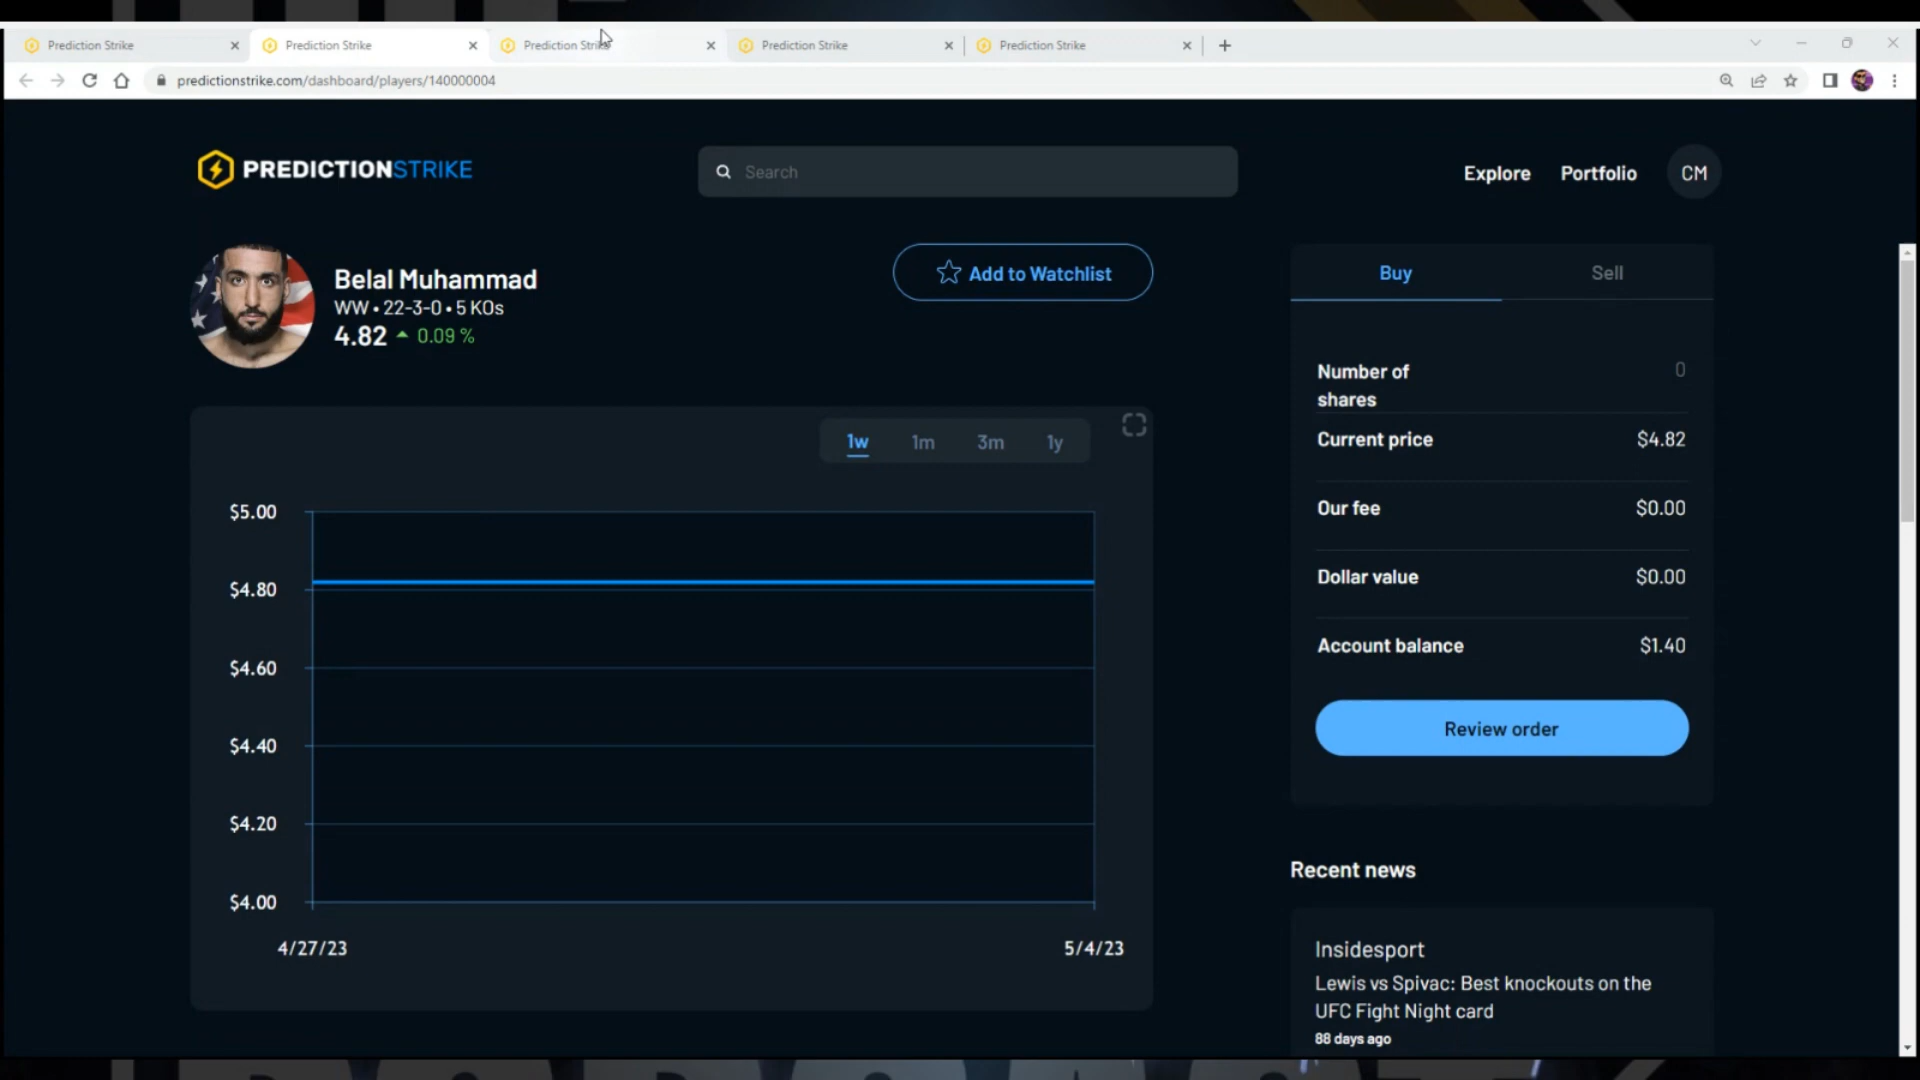 Prediction Strike
Prediction Strike
Prediction Strike
Prediction Strike
Prediction Strike
predictionstrike.com/dashboard/players/140000004
PREDICTIONSTRIKE
Search
Explore
Portfolio
CM
Belal Muhammad
WW • 22-3-0 • 5 KOs
4.82 0.09 %
Add to Watchlist
1w 1m 3m 1y
$5.00
$4.80
$4.60
$4.40
$4.20
$4.00
4/27/23
5/4/23
Buy
Sell
Number of shares 0
Current price $4.82
Our fee $0.00
Dollar value $0.00
Account balance $1.40
Review order
Recent news
Insidesport
Lewis vs Spivac: Best knockouts on the
UFC Fight Night card
88 days ago